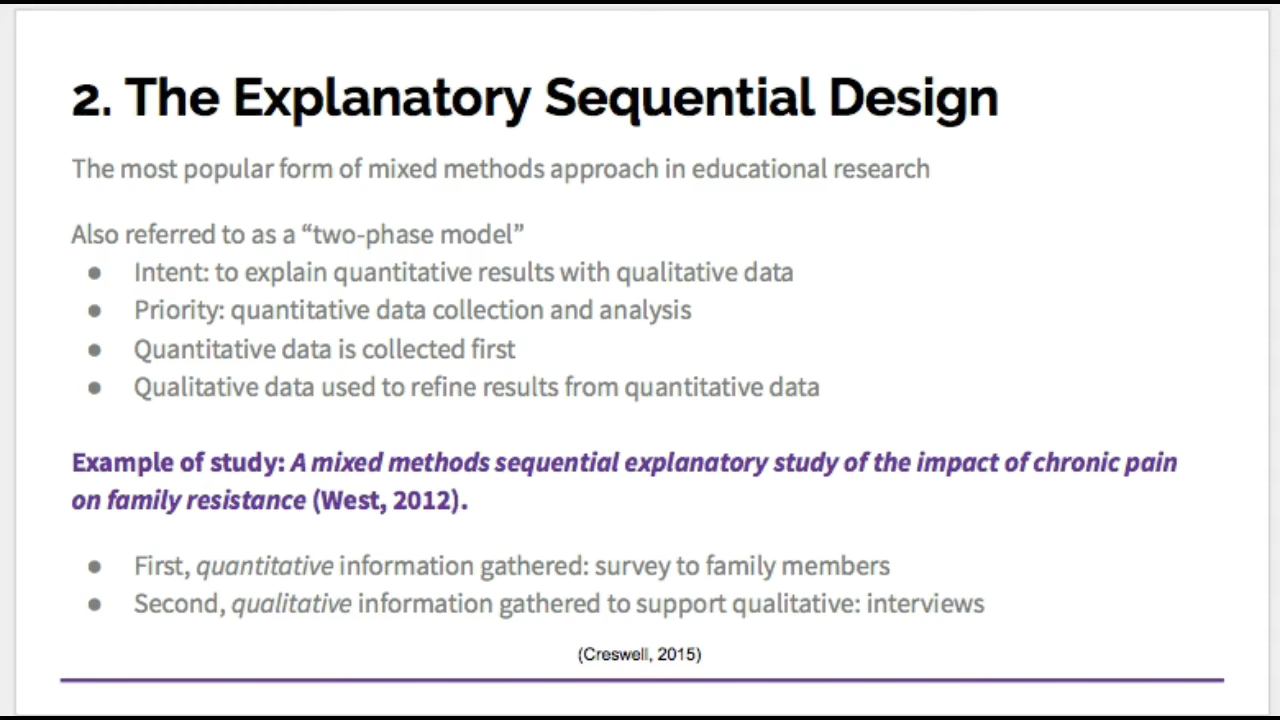 2. The Explanatory Sequential Design
The most popular form of mixed methods approach in educational research
Also referred to as a “two-phase model”
● Intent: to explain quantitative results with qualitative data
● Priority: quantitative data collection and analysis
● Quantitative data is collected first
● Qualitative data used to refine results from quantitative data
Example of study: A mixed methods sequential explanatory study of the impact of chronic pain
on family resistance (West, 2012).
● First, quantitative information gathered: survey to family members
● Second, qualitative information gathered to support qualitative: interviews
(Creswell, 2015)